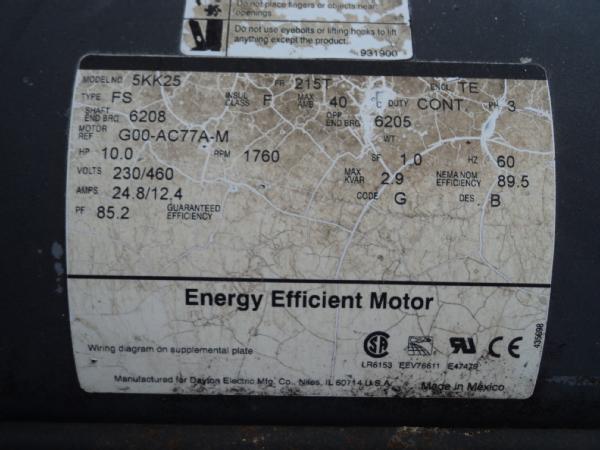 Do not place fingers or objects near
openings.
Do not use eyebolts or lifting hooks to lift
anything except the product.
931900
MODEL NO 5KK25 FR 215T ENCL TE
TYPE FS INSUL CLASS F MAX AMB 40 C DUTY CONT. PH 3
SHAFT END BRG 6208 OPP END BRG 6205
MOTOR REF G00-AC77A-M WT
HP 10.0 RPM 1760 SF 1.0 HZ 60
VOLTS 230/460 MAX KVAR 2.9 NEMA NOM EFFICIENCY 89.5
AMPS 24.8/12.4 CODE G DES B
PF 85.2 GUARANTEED EFFICIENCY
Energy Efficient Motor
435698
Wiring diagram on supplemental plate
LR6153 EEV76611 E47479
Manufactured for Dayton Electric Mfg. Co., Niles, IL 60714 U.S.A. Made in Mexico